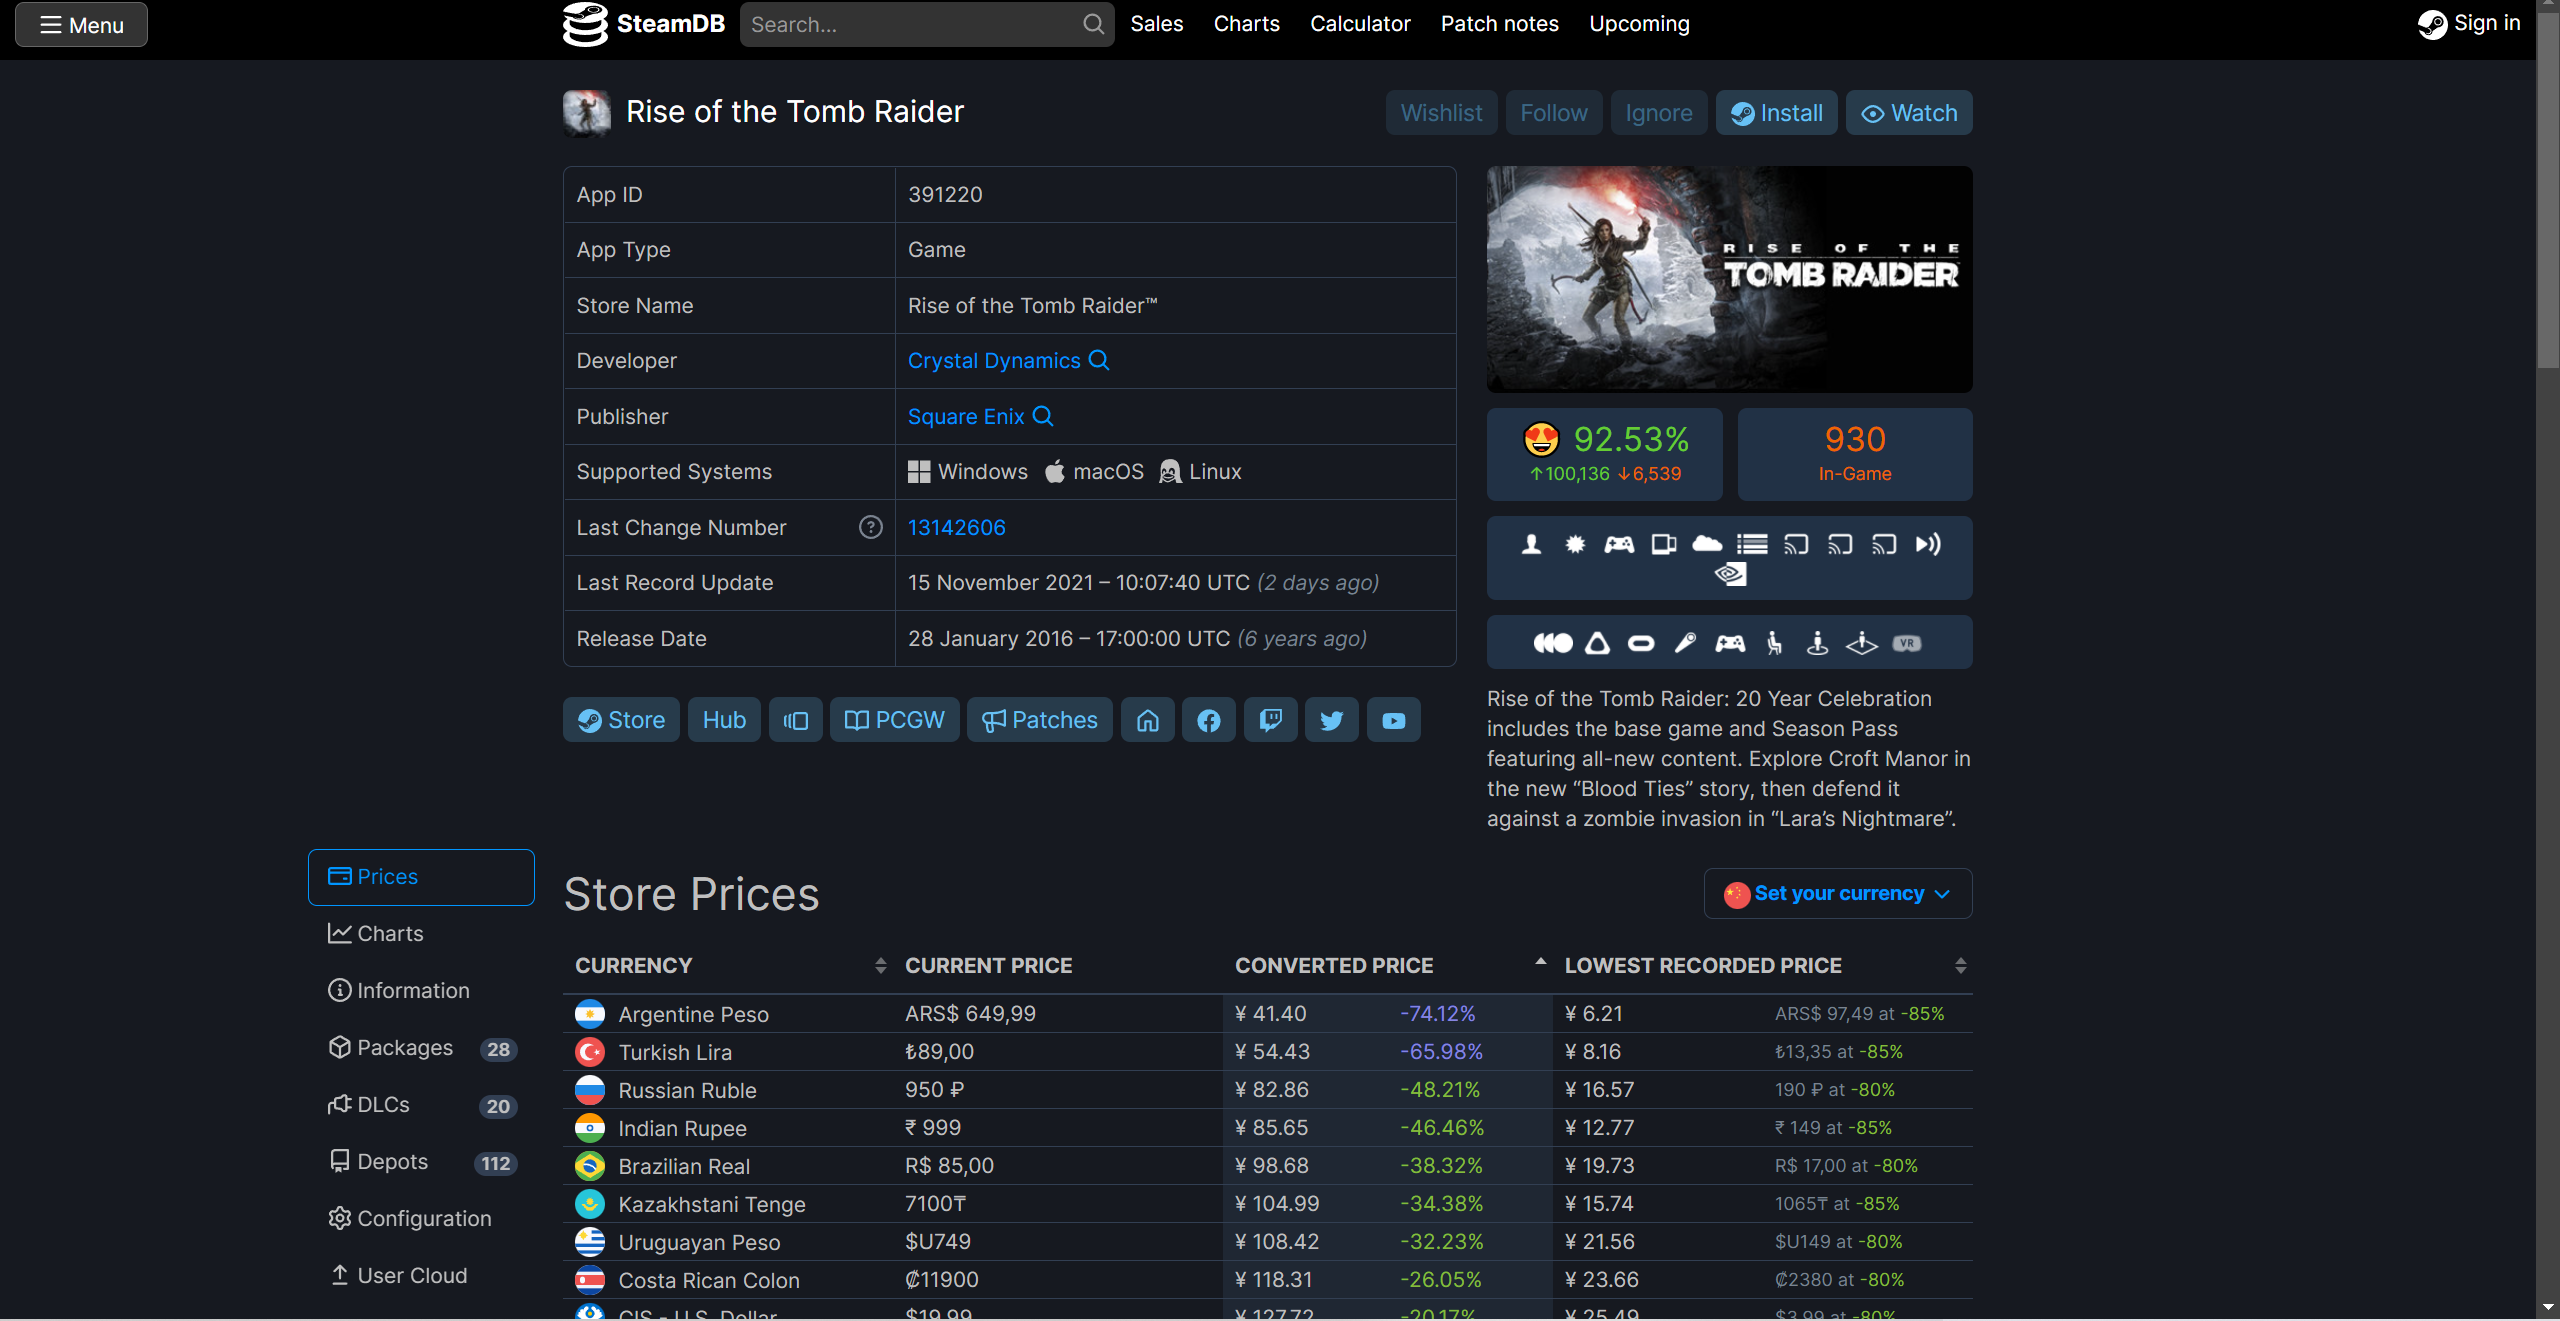 Menu
SteamDB
Search...
Sales Charts Calculator Patch notes Upcoming
Sign in
Rise of the Tomb Raider
Wishlist Follow Ignore Install Watch
App ID 391220
App Type Game
Store Name Rise of the Tomb Raider™
Developer Crystal Dynamics
Publisher Square Enix
Supported Systems Windows macOS Linux
Last Change Number ? 13142606
Last Record Update 15 November 2021 – 10:07:40 UTC (2 days ago)
Release Date 28 January 2016 – 17:00:00 UTC (6 years ago)
Store Hub PCGW Patches
RISE OF THE
TOMB RAIDER
92.53%
↑100,136 ↓6,539
930
In-Game
VR
Rise of the Tomb Raider: 20 Year Celebration
includes the base game and Season Pass
featuring all-new content. Explore Croft Manor in
the new “Blood Ties” story, then defend it
against a zombie invasion in “Lara’s Nightmare”.
Prices
Charts
Information
Packages 28
DLCs 20
Depots 112
Configuration
User Cloud
Store Prices
Set your currency
CURRENCY CURRENT PRICE CONVERTED PRICE LOWEST RECORDED PRICE
Argentine Peso ARS$ 649,99 ¥ 41.40 -74.12% ¥ 6.21 ARS$ 97,49 at -85%
Turkish Lira ₺89,00 ¥ 54.43 -65.98% ¥ 8.16 ₺13,35 at -85%
Russian Ruble 950 ₽ ¥ 82.86 -48.21% ¥ 16.57 190 ₽ at -80%
Indian Rupee ₹ 999 ¥ 85.65 -46.46% ¥ 12.77 ₹ 149 at -85%
Brazilian Real R$ 85,00 ¥ 98.68 -38.32% ¥ 19.73 R$ 17,00 at -80%
Kazakhstani Tenge 7100₸ ¥ 104.99 -34.38% ¥ 15.74 1065₸ at -85%
Uruguayan Peso $U749 ¥ 108.42 -32.23% ¥ 21.56 $U149 at -80%
Costa Rican Colon ₡11900 ¥ 118.31 -26.05% ¥ 23.66 ₡2380 at -80%
CIS - U.S. Dollar $19.99 ¥ 127.72 -20.17% ¥ 25.49 $3.99 at -80%